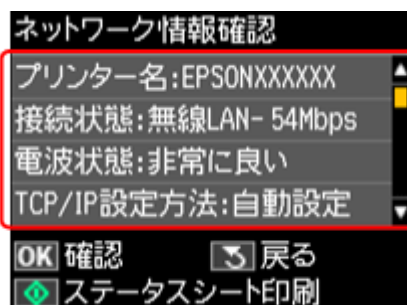 ネットワーク情報確認
プリンター名:EPSONXXXXXX
接続状態:無線LAN- 54Mbps
電波状態:非常に良い
TCP/IP設定方法:自動設定
OK 確認 戻る
ステータスシート印刷